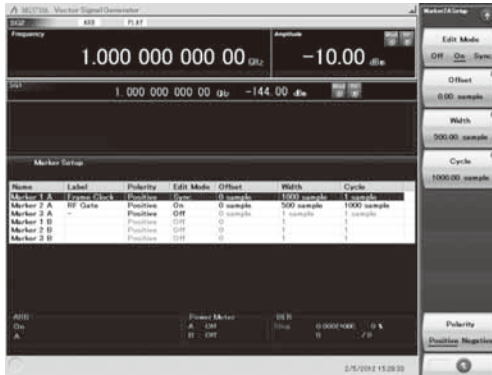 MG3710A Vector Signal Generator
SG2 ARB PLAY
Frequency Amplitude
1.000 000 000 00 GHz -10.00 dBm
SG1
1. 000 000 000 00 GHz -144. 00 dBm
Marker Setup
Name Label Polarity Edit Mode Offset Width Cycle
Marker 1 A Frame Clock Positive Sync 0 sample 1000 sample 1 sample
Marker 2 A RF Gate Positive On 0 sample 500 sample 1000 sample
Marker 3 A - Positive Off 0 sample 1 sample 1 sample
Marker 1 B Positive Off 0 1 1
Marker 2 B Positive Off 0 1 1
Marker 3 B Positive Off 0 1 1
ARB Power Meter BER
On A : Off Stop 0 %
A B : Off 0 / 0
2/5/2012 15:28:33
Marker2A Setup
Edit Mode
Off On Sync
Offset
0.00 sample
Width
500.00 sample
Cycle
1000.00 sample
Polarity
Positive Negative